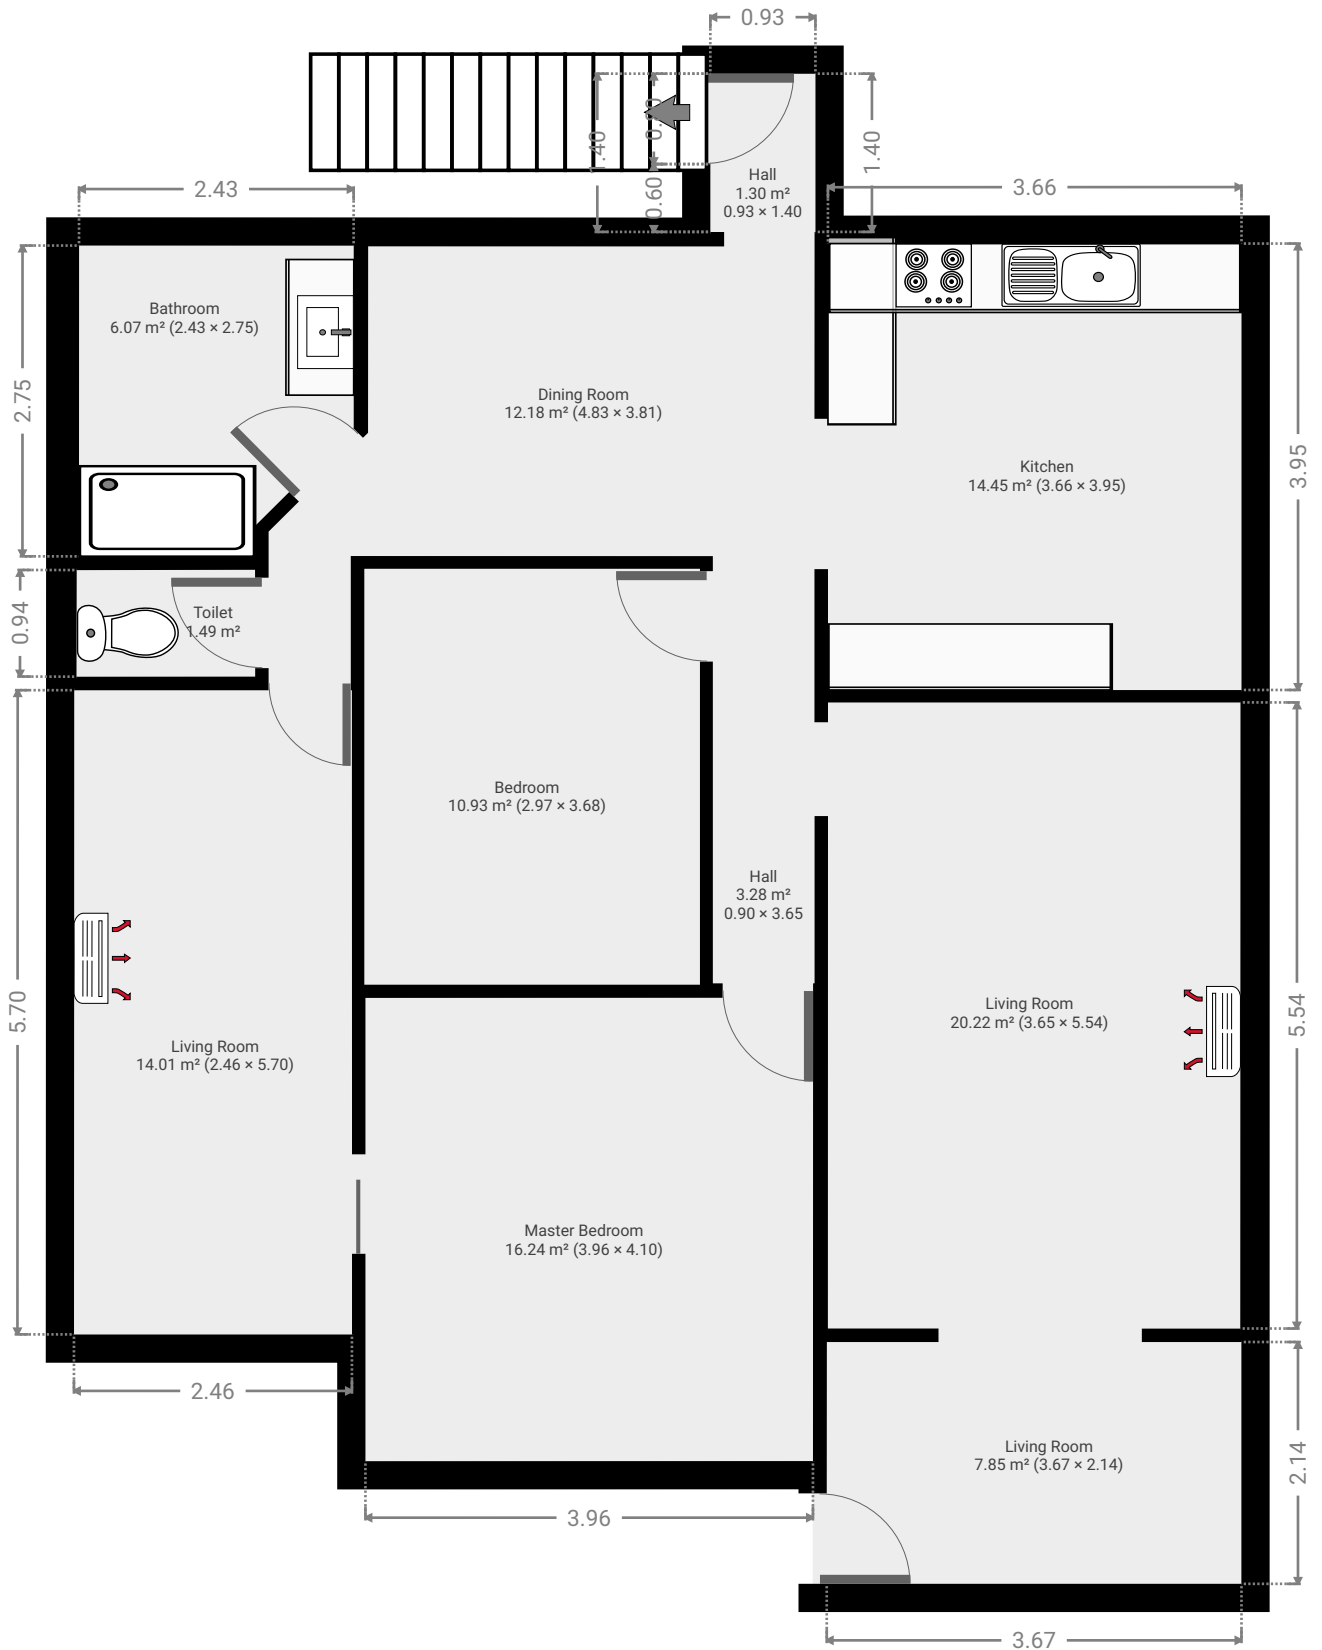 0.93
1.40
0.90
1.40
0.60
Hall
1.30 m²
0.93 × 1.40
2.43
3.66
Bathroom
6.07 m² (2.43 × 2.75)
2.75
Dining Room
12.18 m² (4.83 × 3.81)
Kitchen
14.45 m² (3.66 × 3.95)
3.95
Toilet
1.49 m²
0.94
Bedroom
10.93 m² (2.97 × 3.68)
Hall
3.28 m²
0.90 × 3.65
Living Room
14.01 m² (2.46 × 5.70)
5.70
Living Room
20.22 m² (3.65 × 5.54)
5.54
Master Bedroom
16.24 m² (3.96 × 4.10)
2.46
Living Room
7.85 m² (3.67 × 2.14)
2.14
3.96
3.67